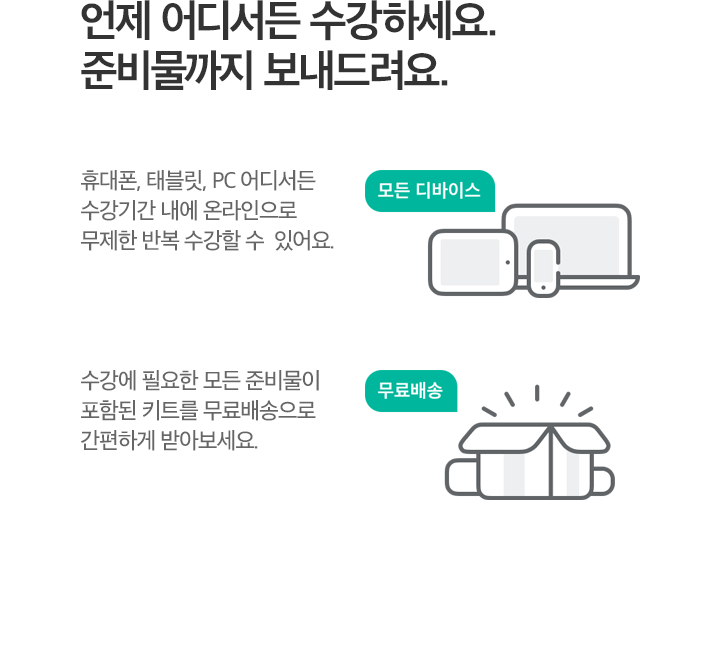 언제 어디서든 수강하세요.
준비물까지 보내드려요.
휴대폰, 태블릿, PC 어디서든
수강기간 내에 온라인으로
무제한 반복 수강할 수 있어요.
모든 디바이스
수강에 필요한 모든 준비물이
포함된 키트를 무료배송으로
간편하게 받아보세요.
무료배송